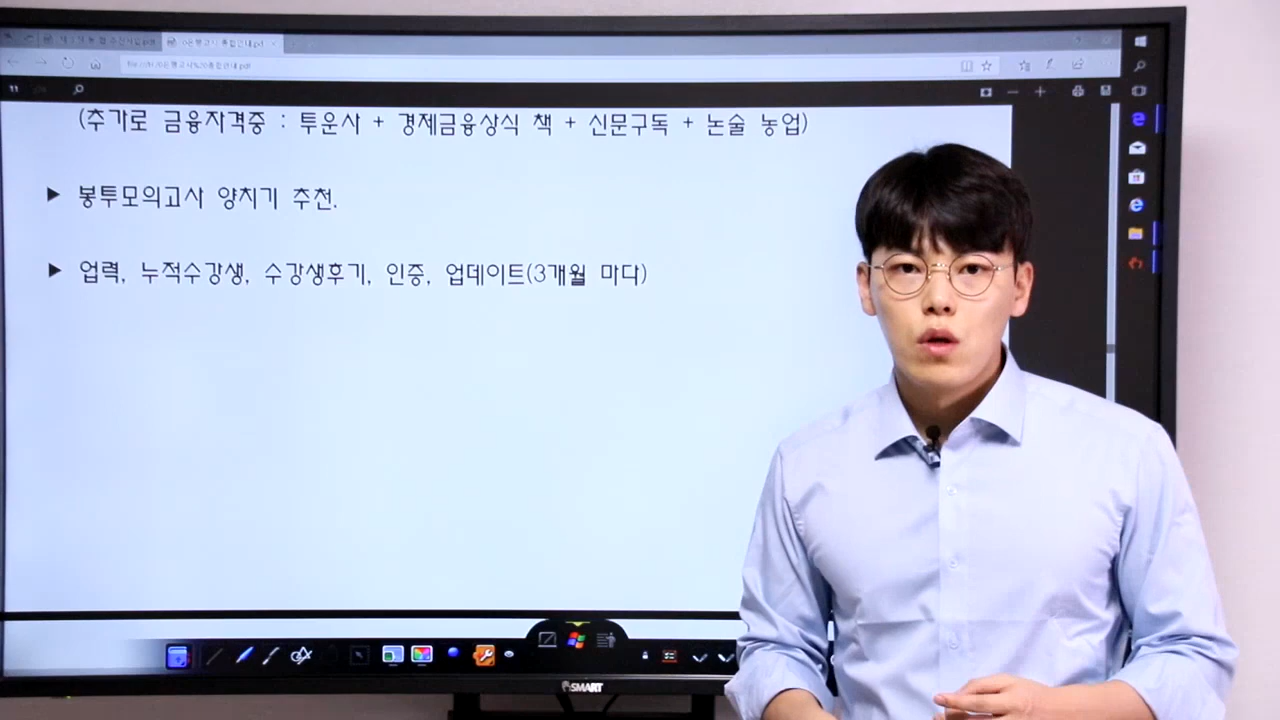 (추가로 금융자격증 : 투운사 + 경제금융상식 책 + 신문구독 + 논술 농업)
▶ 봉투모의고사 양치기 추천.
▶ 업력, 누적수강생, 수강생후기, 인증, 업데이트(3개월 마다)
11
SMART